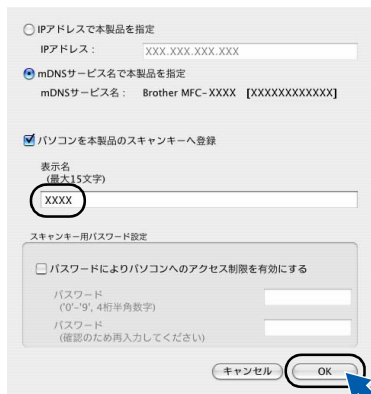 IPアドレスで本製品を指定
IPアドレス： XXX.XXX.XXX.XXX
mDNSサービス名で本製品を指定
mDNSサービス名： Brother MFC-XXXX [XXXXXXXXXXXX]
パソコンを本製品のスキャンキーへ登録
表示名
(最大15文字)
XXXX
スキャンキー用パスワード設定
パスワードによりパソコンへのアクセス制限を有効にする
パスワード
('0'-'9', 4桁半角数字)
パスワード
(確認のため再入力してください)
キャンセル OK